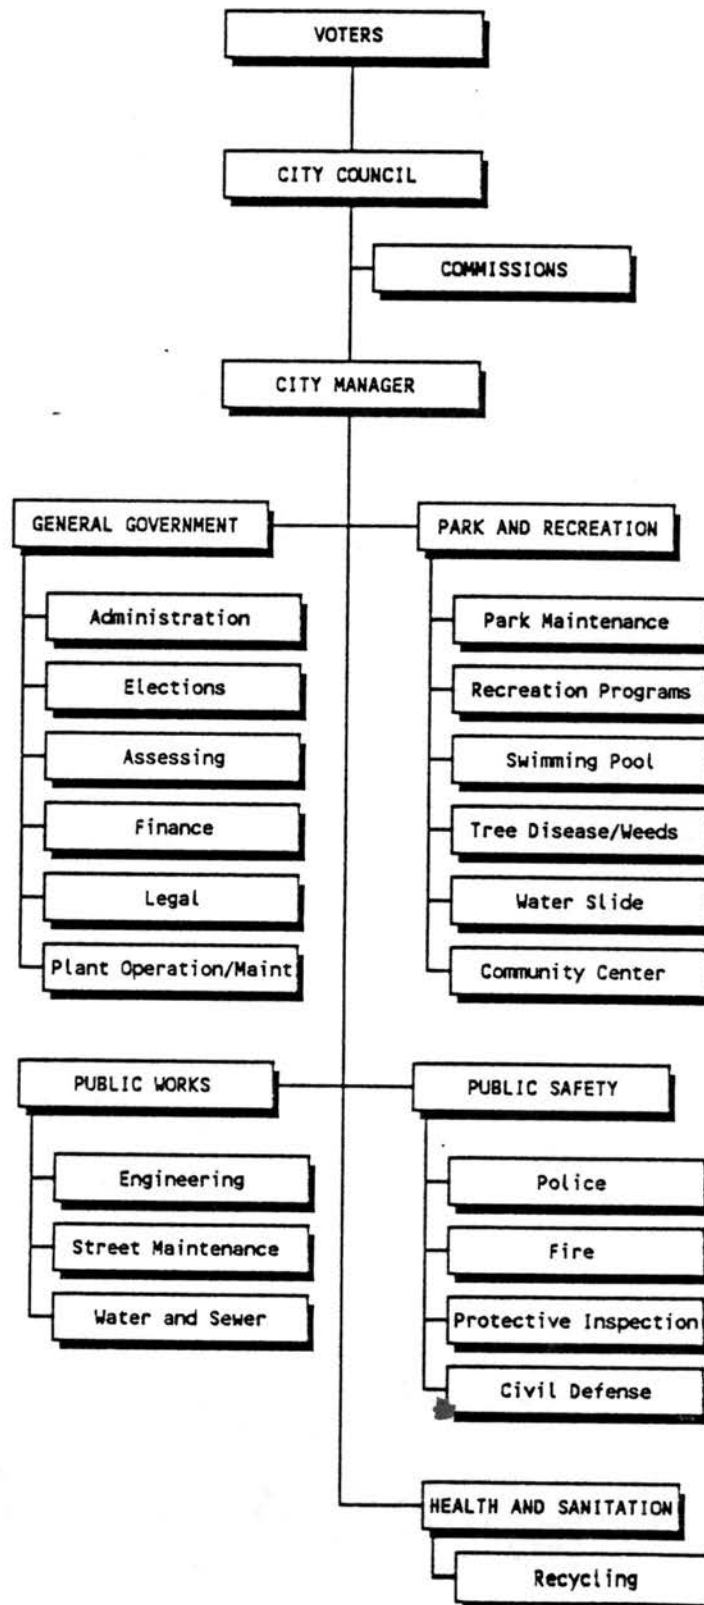 VOTERS
CITY COUNCIL
COMMISSIONS
CITY MANAGER
GENERAL GOVERNMENT
Administration
Elections
Assessing
Finance
Legal
Plant Operation/Maint
PARK AND RECREATION
Park Maintenance
Recreation Programs
Swimming Pool
Tree Disease/Weeds
Water Slide
Community Center
PUBLIC WORKS
Engineering
Street Maintenance
Water and Sewer
PUBLIC SAFETY
Police
Fire
Protective Inspection
Civil Defense
HEALTH AND SANITATION
Recycling